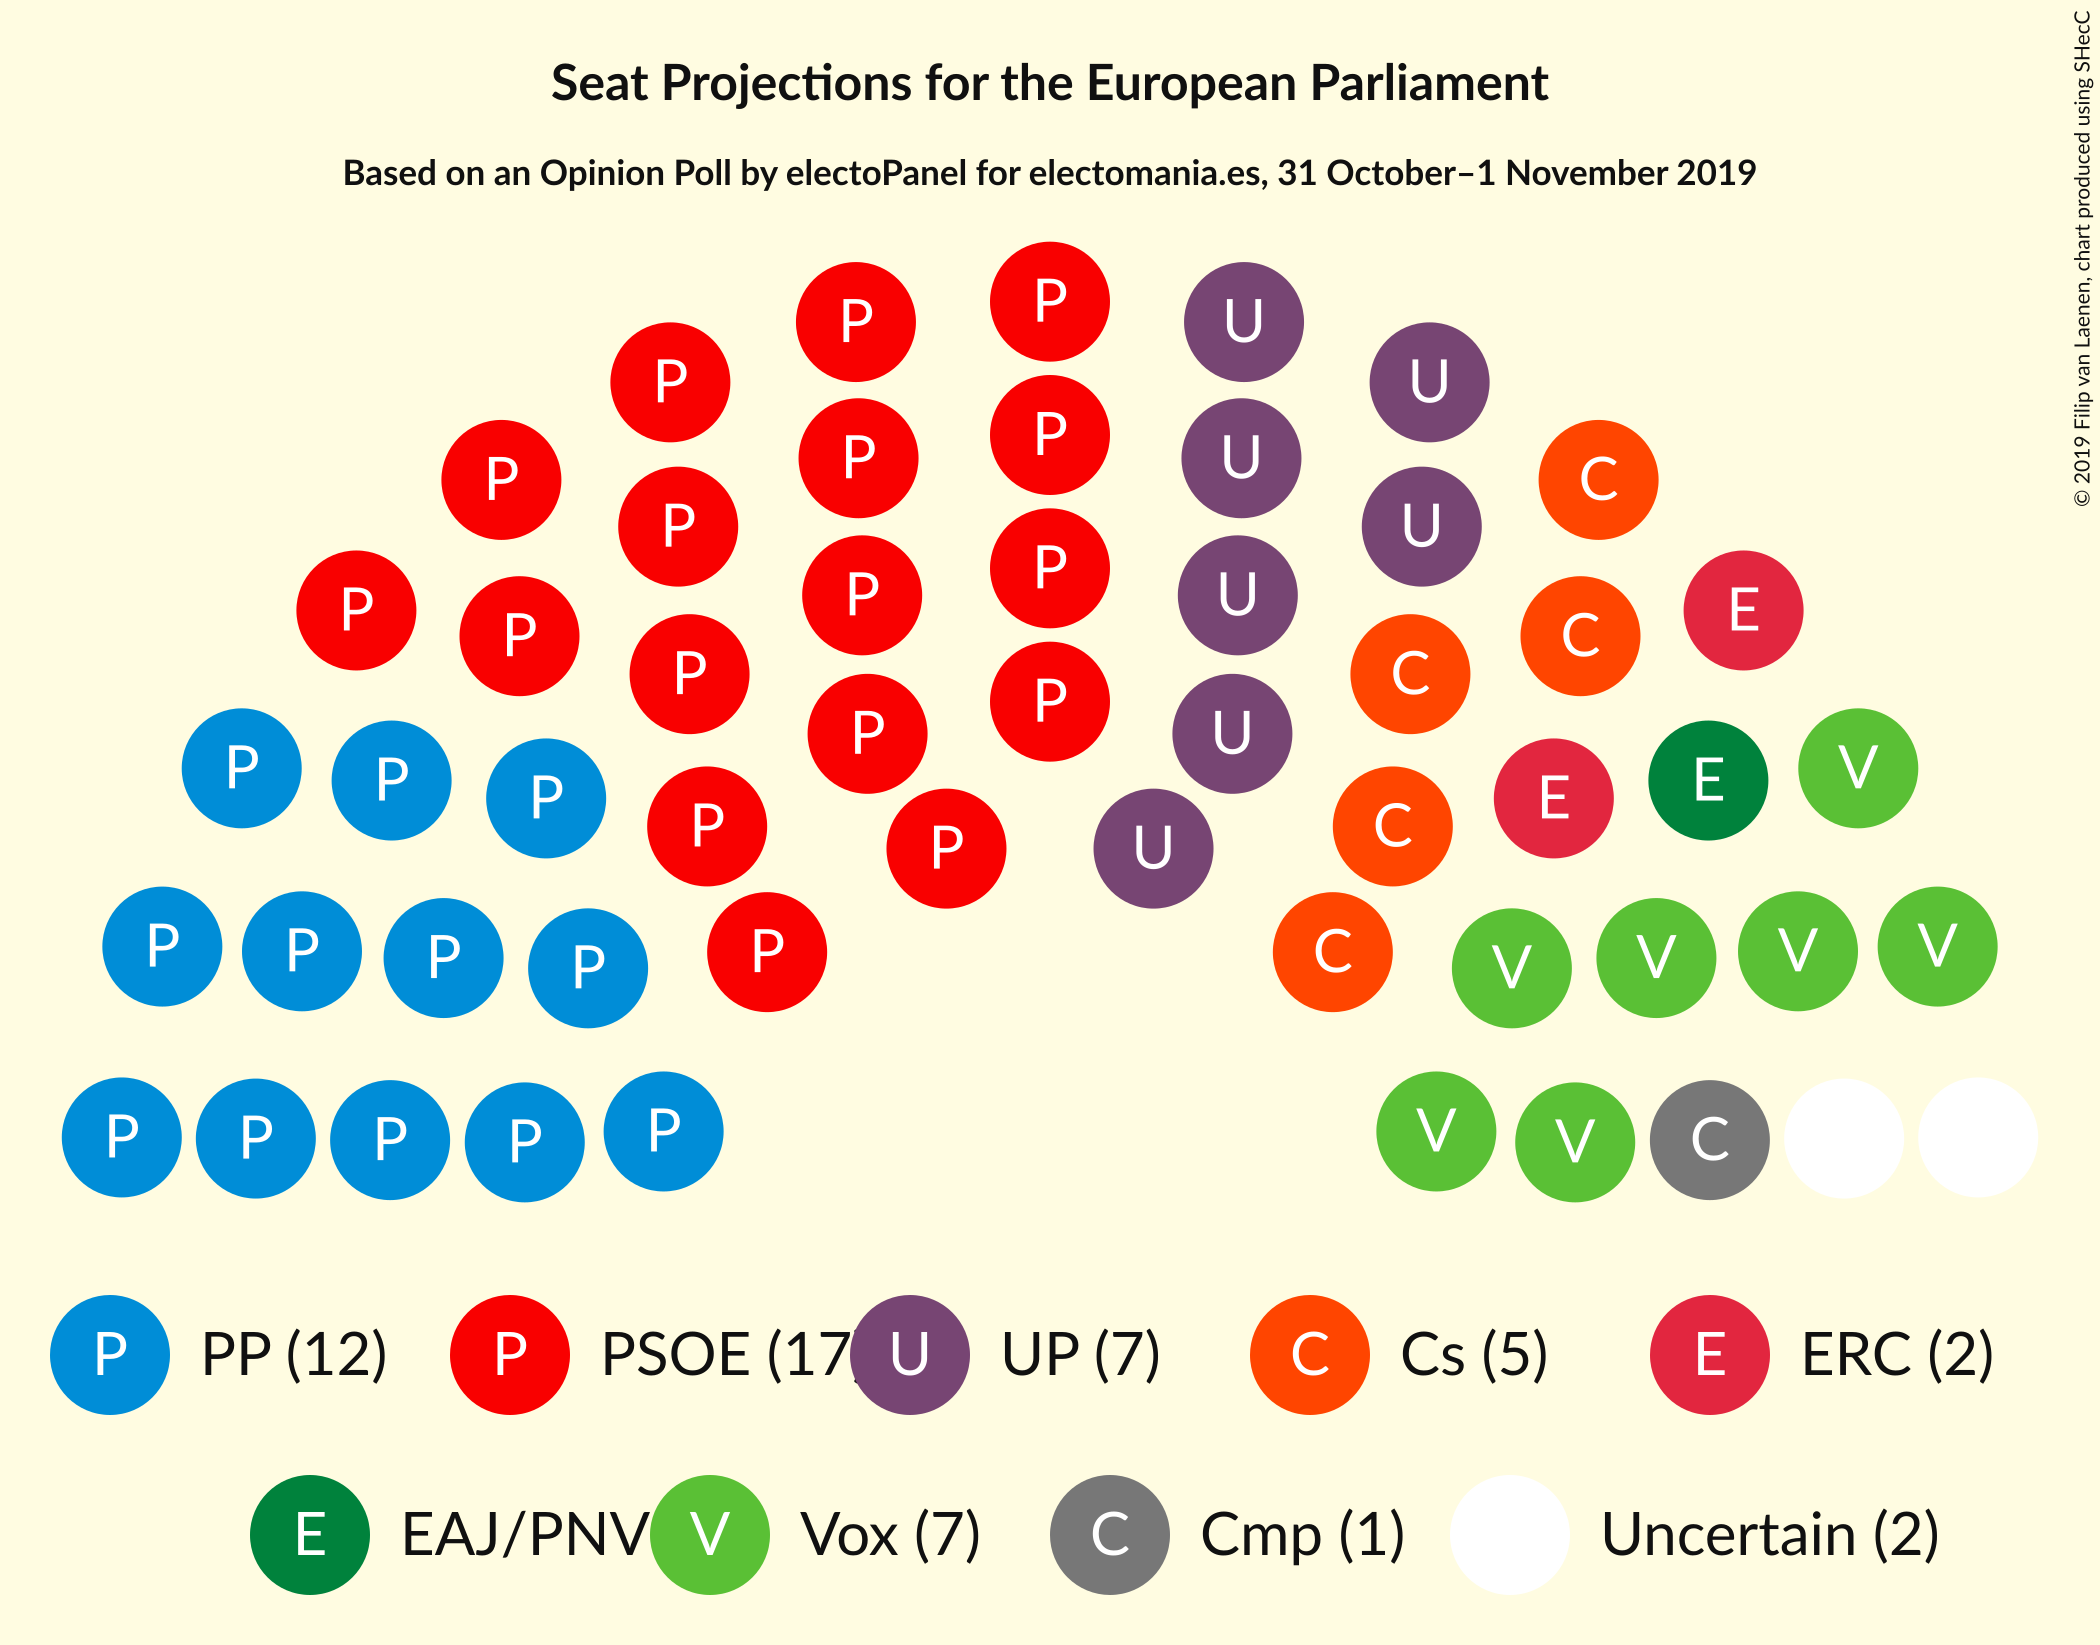 Seat Projections for the European Parliament
Based on an Opinion Poll by electoPanel for electomania.es, 31 October–1 November 2019
© 2019 Filip van Laenen, chart produced using SHecC
P
P P U
P U
P
P P U
P U
P C
P P U
P P C E
P C
P P U
P P E E V
P P C
P U
P P P P V V V V
P C
P P P P P V V C
P PP (12) P PSOE (17) U UP (7) C Cs (5) E ERC (2)
E EAJ/PNV V Vox (7) C Cmp (1) Uncertain (2)